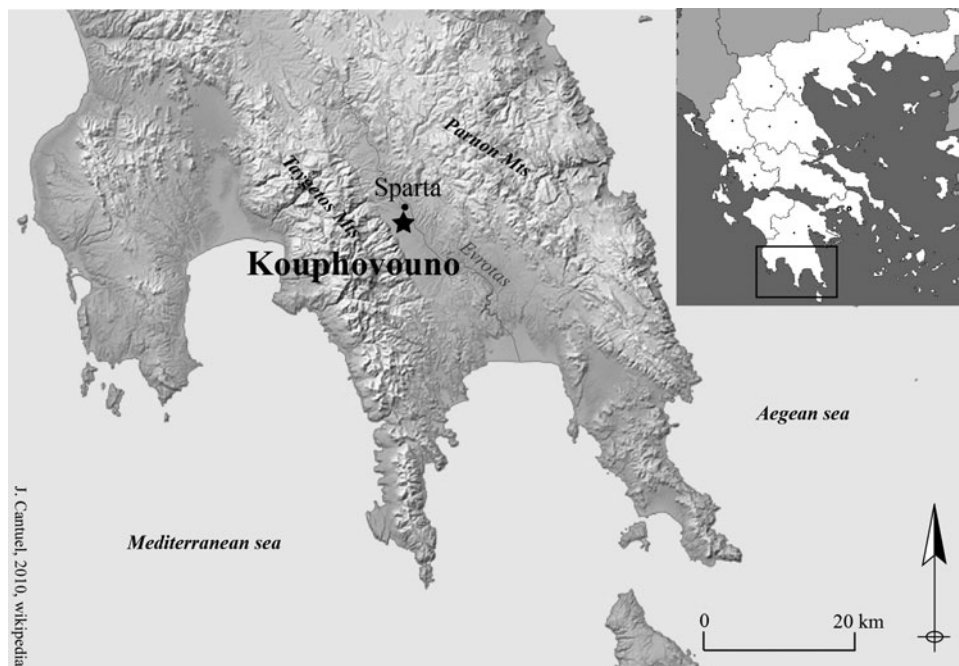 Parnon Mts
Taygetos Mts
Sparta
Kouphovouno
Evrotas
Aegean sea
Mediterranean sea
0 20 km
J. Cantuel, 2010, wikipedia